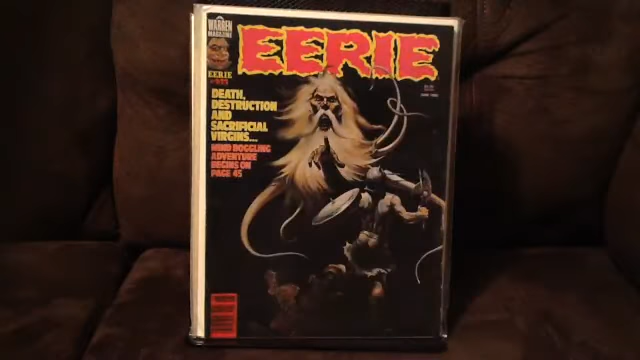 A
WARREN
MAGAZINE
EERIE
EERIE
DEATH,
DESTRUCTION
AND
SACRIFICIAL
VIRGINS...
MIND BOGGLING
ADVENTURE
BEGINS ON
PAGE 45